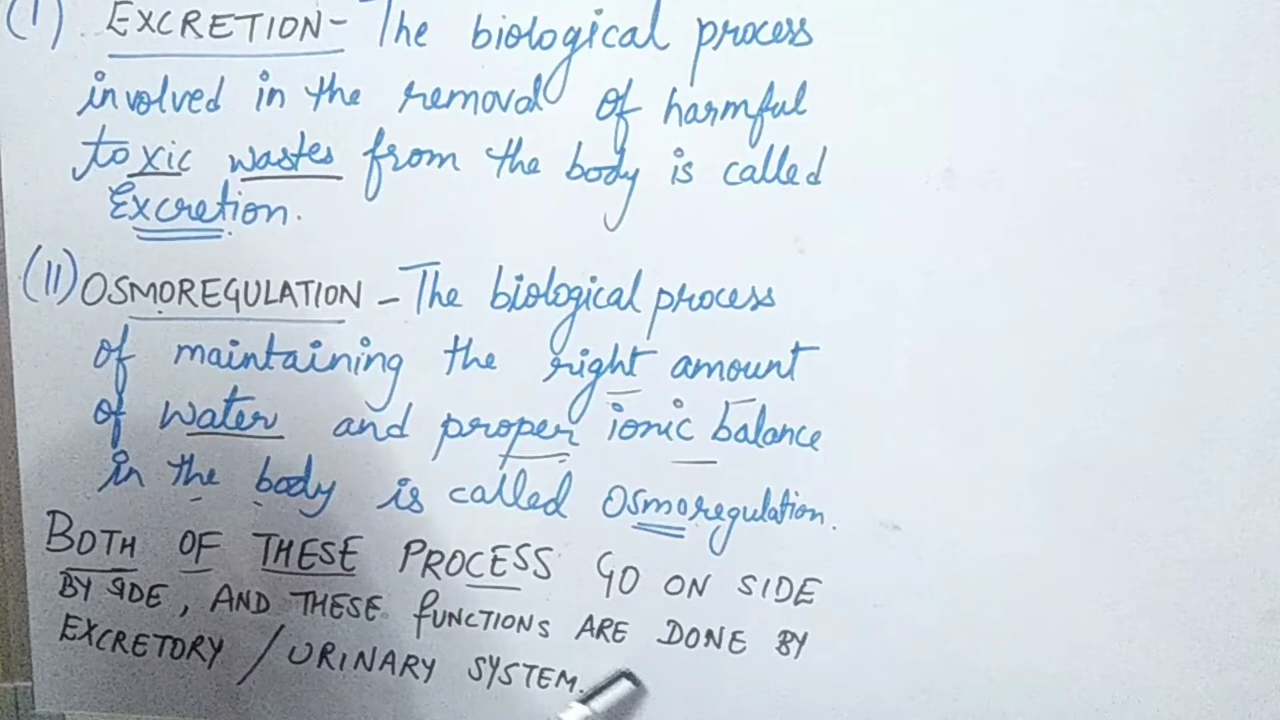 (I) EXCRETION- The biological process
involved in the removal of harmful
toxic wastes from the body is called
Excretion.
(II) OSMOREGULATION - The biological process
of maintaining the right amount
of water and proper ionic balance
in the body is called Osmoregulation.
BOTH OF THESE PROCESS GO ON SIDE
BY SIDE, AND THESE fUNCTIONS ARE DONE BY
EXCRETORY / URINARY SYSTEM.